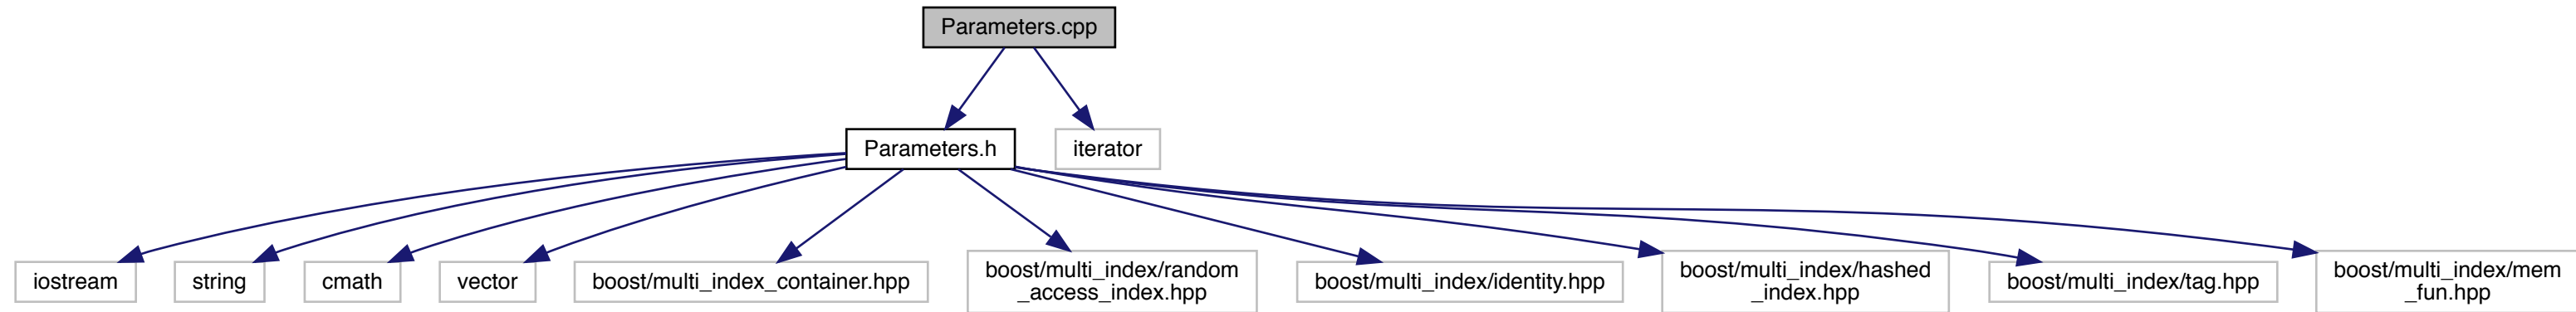 Parameters.cpp
Parameters.h
iterator
iostream
string
cmath
vector
boost/multi_index_container.hpp
boost/multi_index/random
_access_index.hpp
boost/multi_index/identity.hpp
boost/multi_index/hashed
_index.hpp
boost/multi_index/tag.hpp
boost/multi_index/mem
_fun.hpp